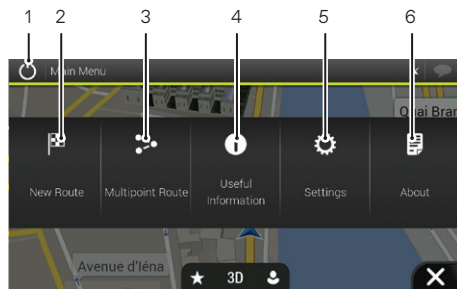 1 2 3 4 5 6
Main Menu
Quai Bran
New Route
Multipoint Route
Useful
Information
Settings
About
Avenue d'Iéna
3D